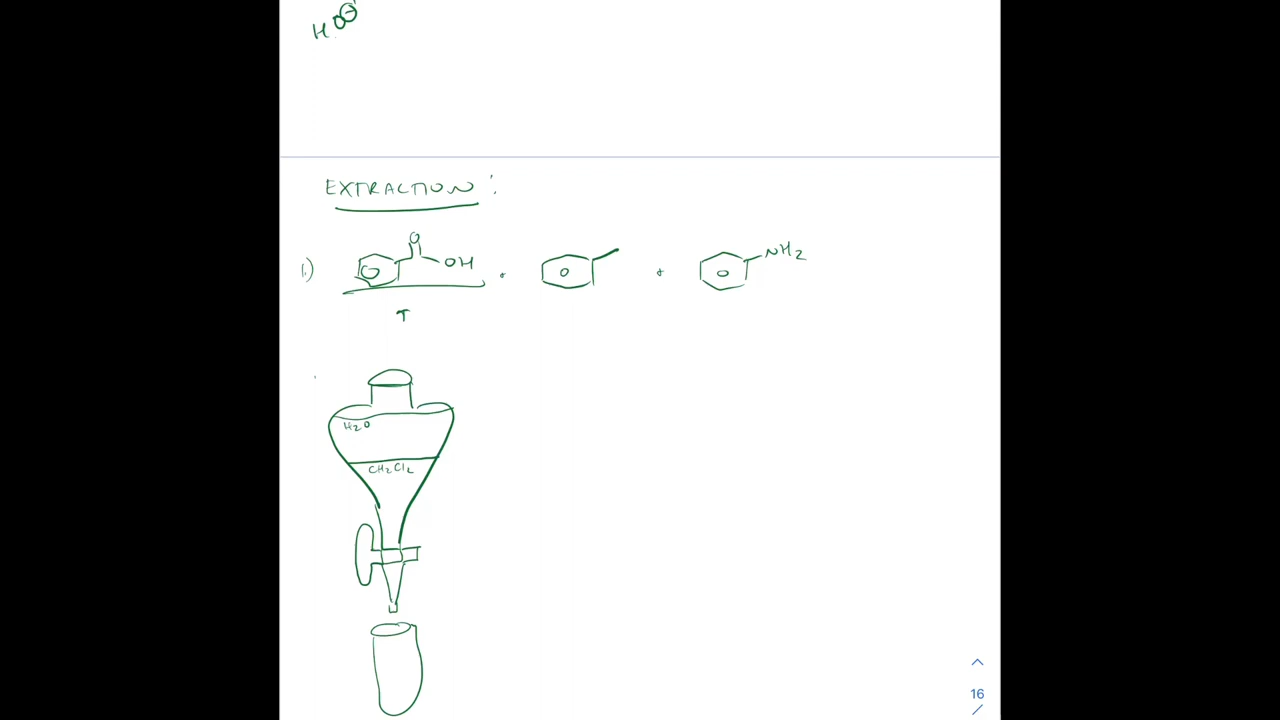 HO⊖
EXTRACTION:
1.) O OH + + NH2
H2O
CH2Cl2
16